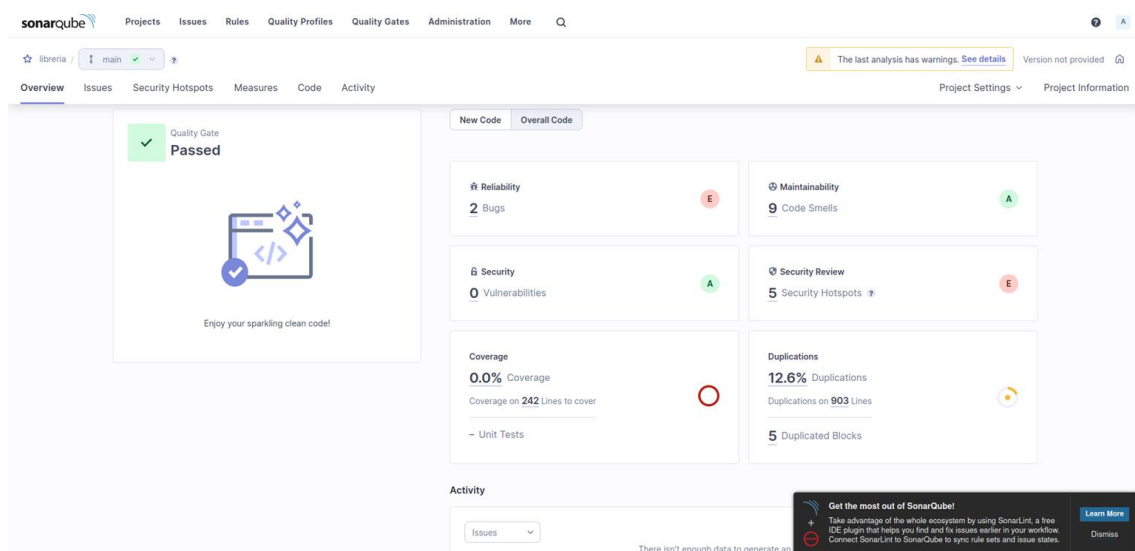 sonarqube Projects Issues Rules Quality Profiles Quality Gates Administration More A
libreria / main The last analysis has warnings. See details Version not provided
Overview Issues Security Hotspots Measures Code Activity Project Settings Project Information
Quality Gate
Passed
Enjoy your sparkling clean code!
New Code Overall Code
Reliability
2 Bugs
E
Maintainability
9 Code Smells
A
Security
0 Vulnerabilities
A
Security Review
5 Security Hotspots ?
E
Coverage
0.0% Coverage
Coverage on 242 Lines to cover
– Unit Tests
Duplications
12.6% Duplications
Duplications on 903 Lines
5 Duplicated Blocks
Activity
Issues
There isn't enough data to generate an
Get the most out of SonarQube!
Take advantage of the whole ecosystem by using SonarLint, a free
IDE plugin that helps you find and fix issues earlier in your workflow.
Connect SonarLint to SonarQube to sync rule sets and issue states.
Learn More
Dismiss